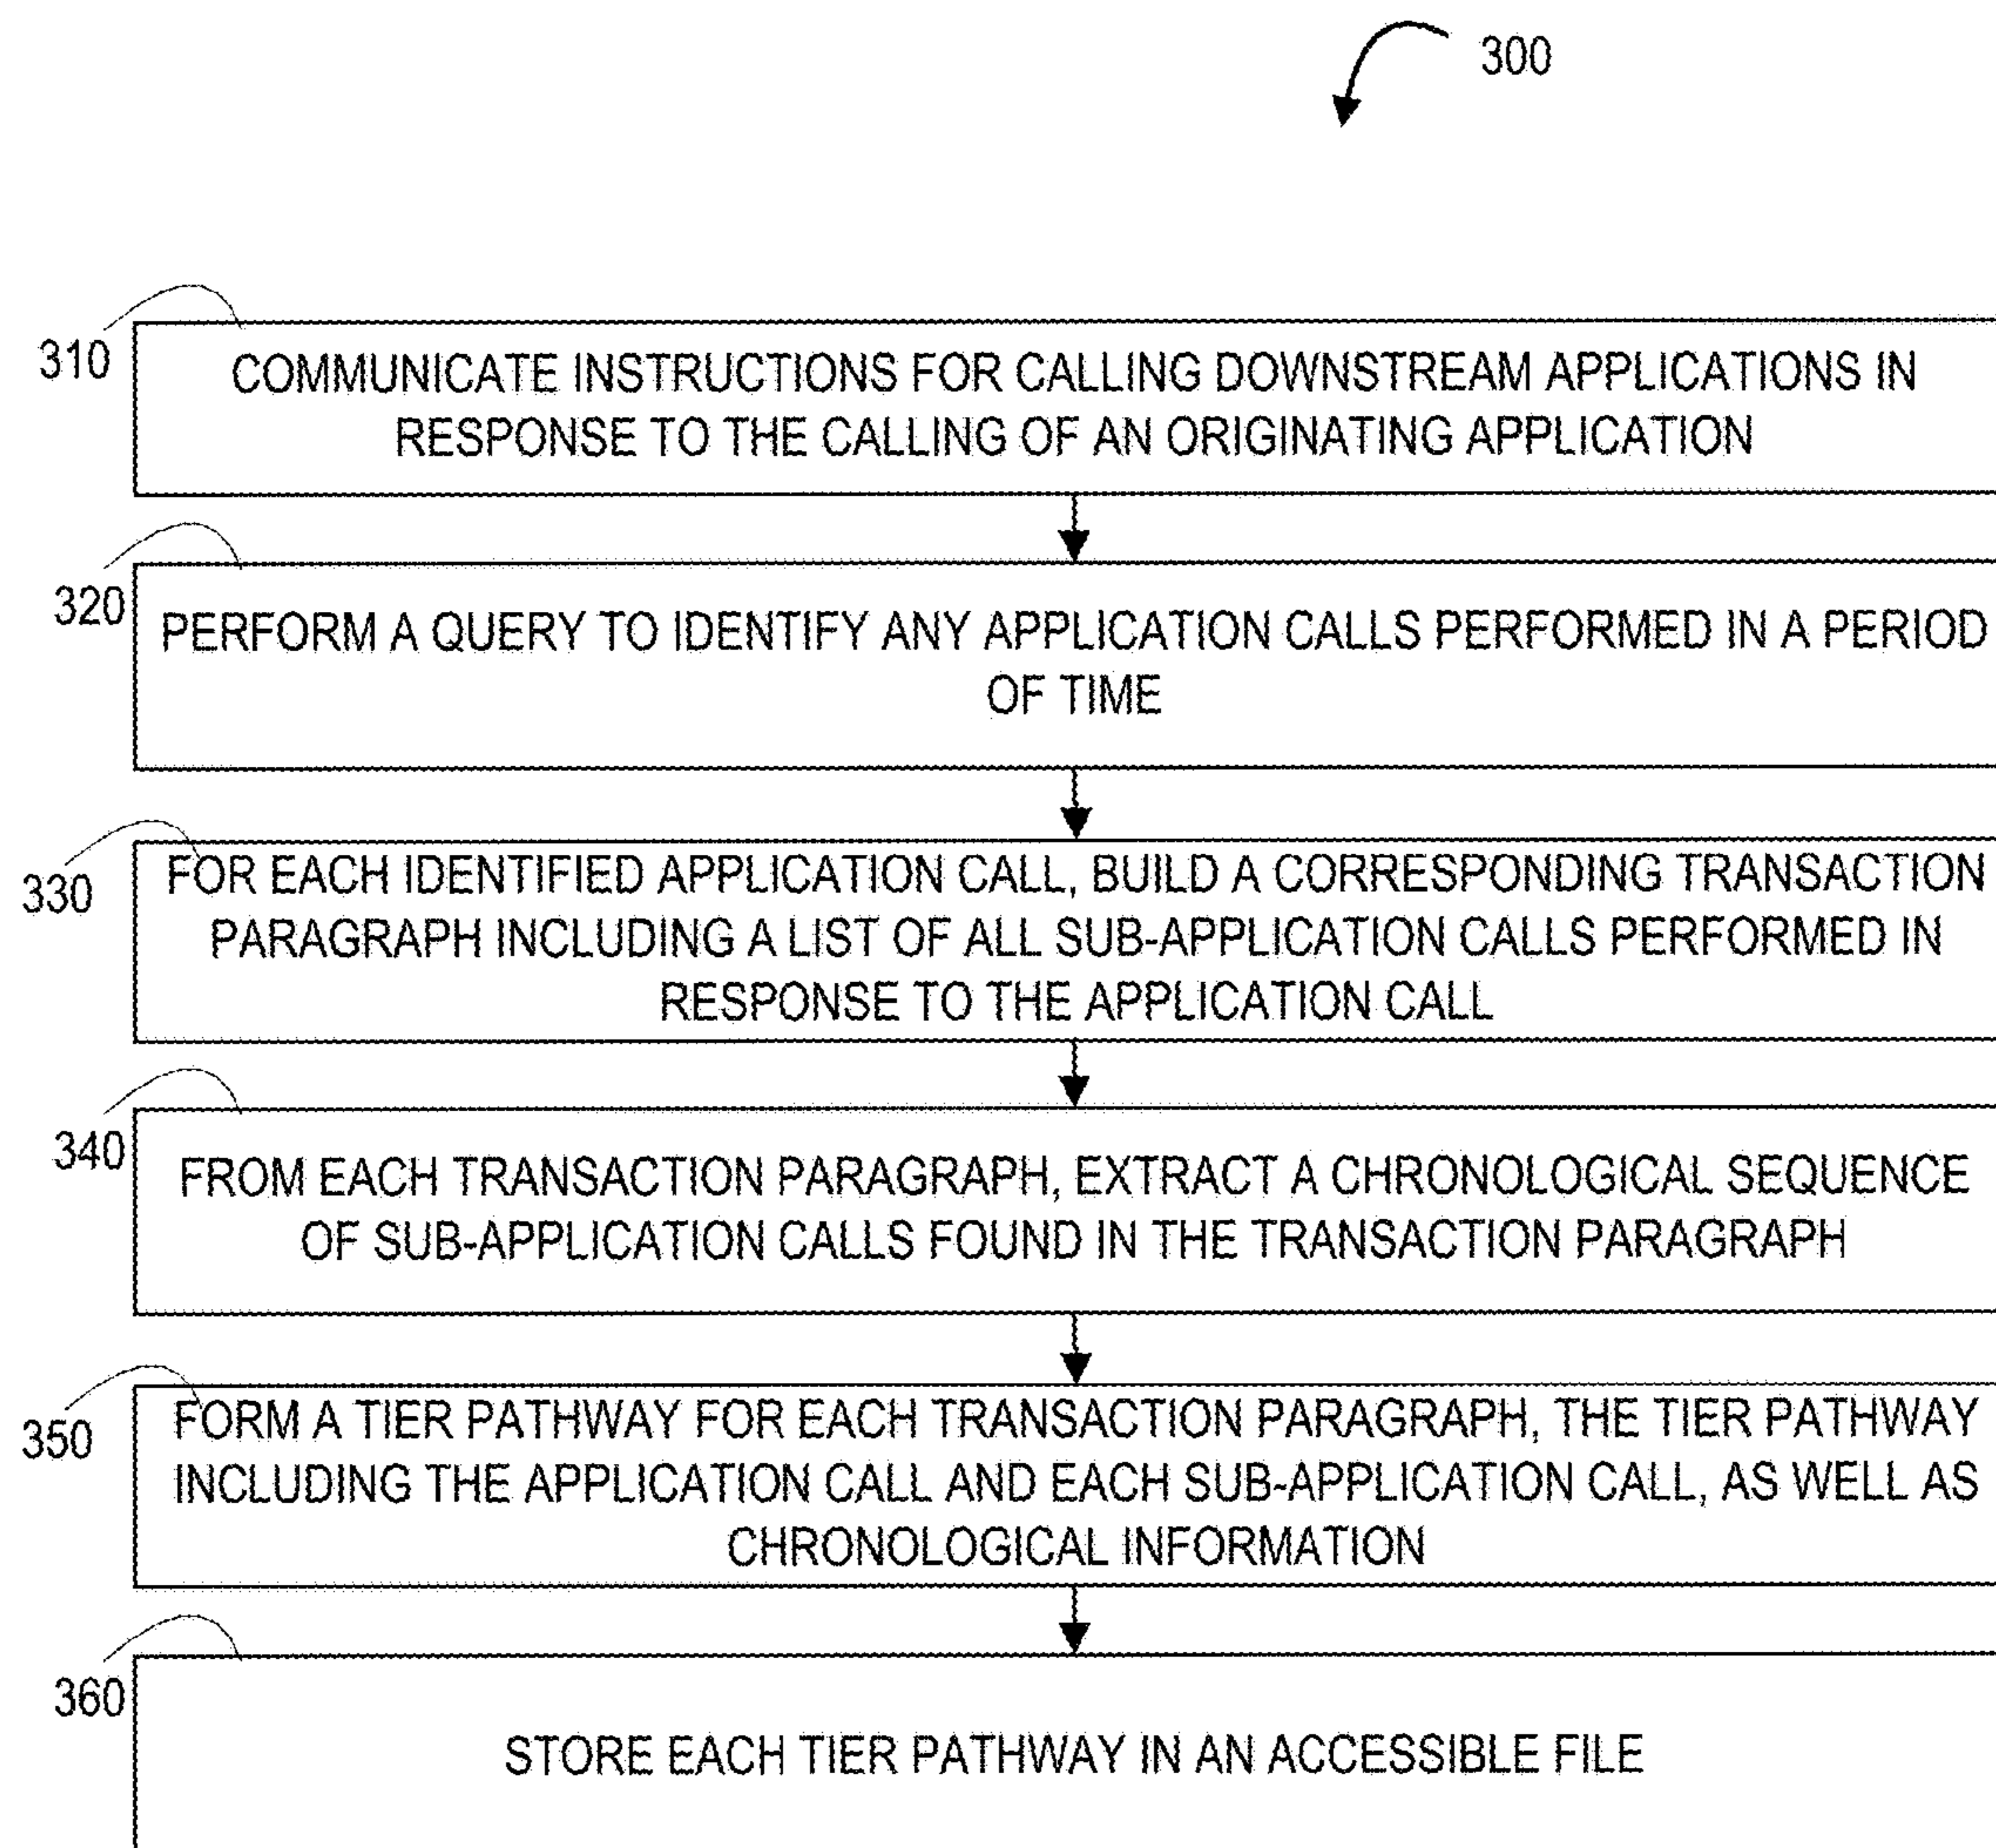 300
310
COMMUNICATE INSTRUCTIONS FOR CALLING DOWNSTREAM APPLICATIONS IN
RESPONSE TO THE CALLING OF AN ORIGINATING APPLICATION
320
PERFORM A QUERY TO IDENTIFY ANY APPLICATION CALLS PERFORMED IN A PERIOD
OF TIME
330
FOR EACH IDENTIFIED APPLICATION CALL, BUILD A CORRESPONDING TRANSACTION
PARAGRAPH INCLUDING A LIST OF ALL SUB-APPLICATION CALLS PERFORMED IN
RESPONSE TO THE APPLICATION CALL
340
FROM EACH TRANSACTION PARAGRAPH, EXTRACT A CHRONOLOGICAL SEQUENCE
OF SUB-APPLICATION CALLS FOUND IN THE TRANSACTION PARAGRAPH
350
FORM A TIER PATHWAY FOR EACH TRANSACTION PARAGRAPH, THE TIER PATHWAY
INCLUDING THE APPLICATION CALL AND EACH SUB-APPLICATION CALL, AS WELL AS
CHRONOLOGICAL INFORMATION
360
STORE EACH TIER PATHWAY IN AN ACCESSIBLE FILE